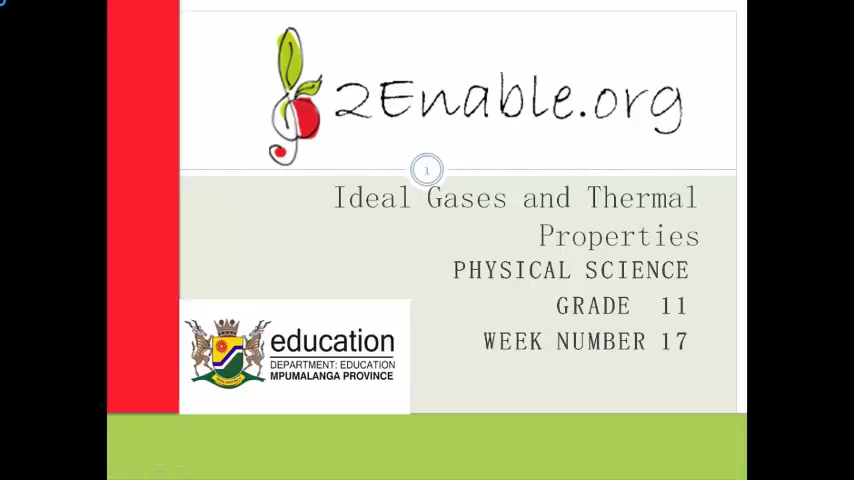 2Enable.org
1
Ideal Gases and Thermal
Properties
PHYSICAL SCIENCE
GRADE 11
WEEK NUMBER 17
education
DEPARTMENT: EDUCATION
MPUMALANGA PROVINCE